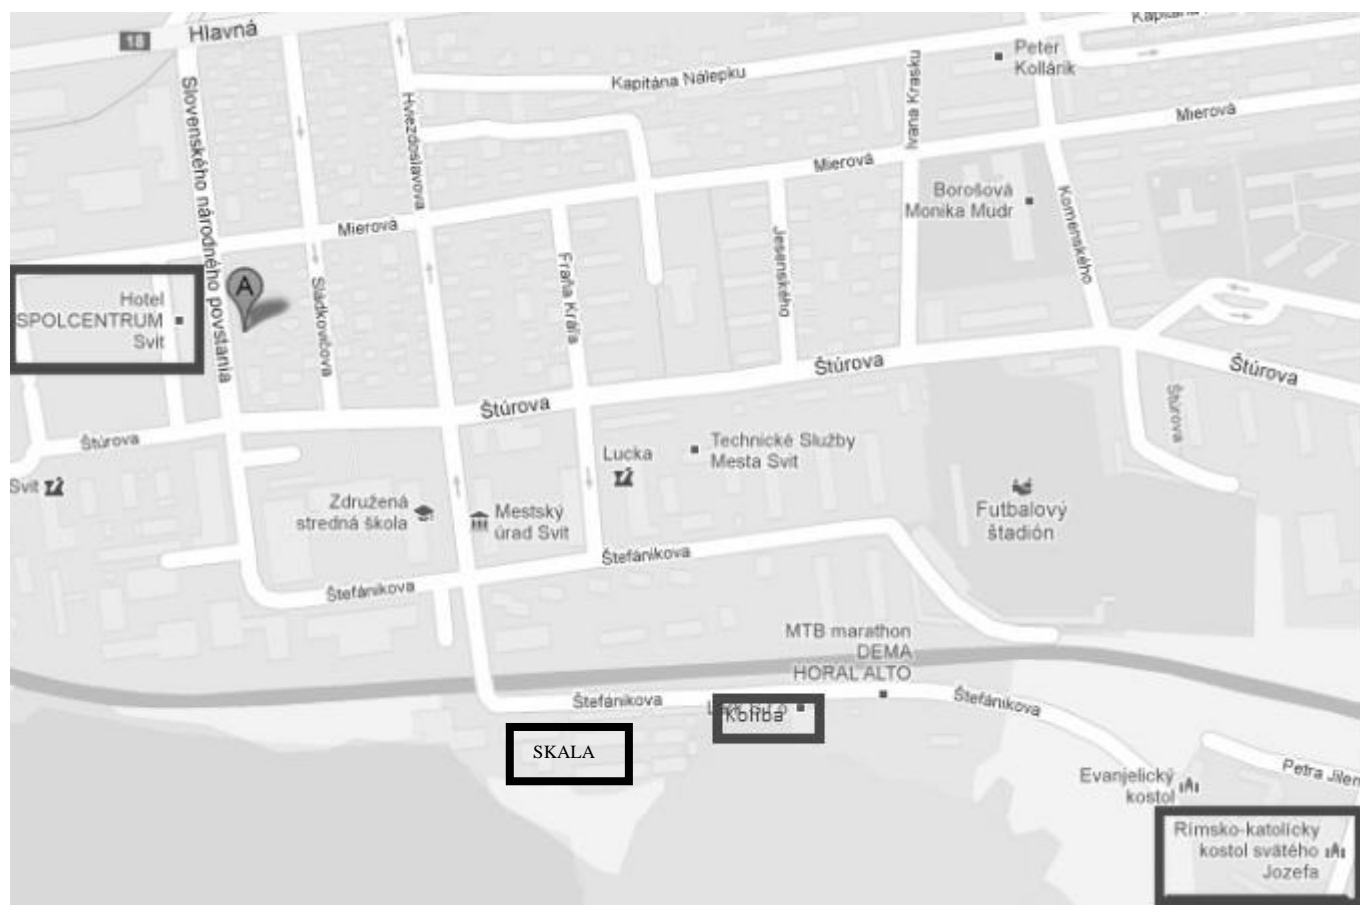 Kapitána
18
Hlavná
Peter
Kollárik
Kapitána Nálepku
Ivana Krasku
Slovenského národného povstania
Hviezdoslavova
Mierová
Mierová
Borošová
Monika Mudr
Komenského
Mierová
Jesenského
Fraňa Kráľa
Sládkovičova
A
Hotel
SPOLCENTRUM
Svit
Štúrova
Štúrova
Štúrova
Štúrova
Štúrova
Technické Služby
Mesta Svit
Lucka
Svit
Združená
stredná škola
Mestský
úrad Svit
Futbalový
štadión
Štefánikova
Štefánikova
MTB marathon
DEMA
HORAL ALTO
Štefánikova
Štefánikova
Koliba
SKALA
Petra Jilem
Evanjelický
kostol
Rímsko-katolícky
kostol svätého
Jozefa